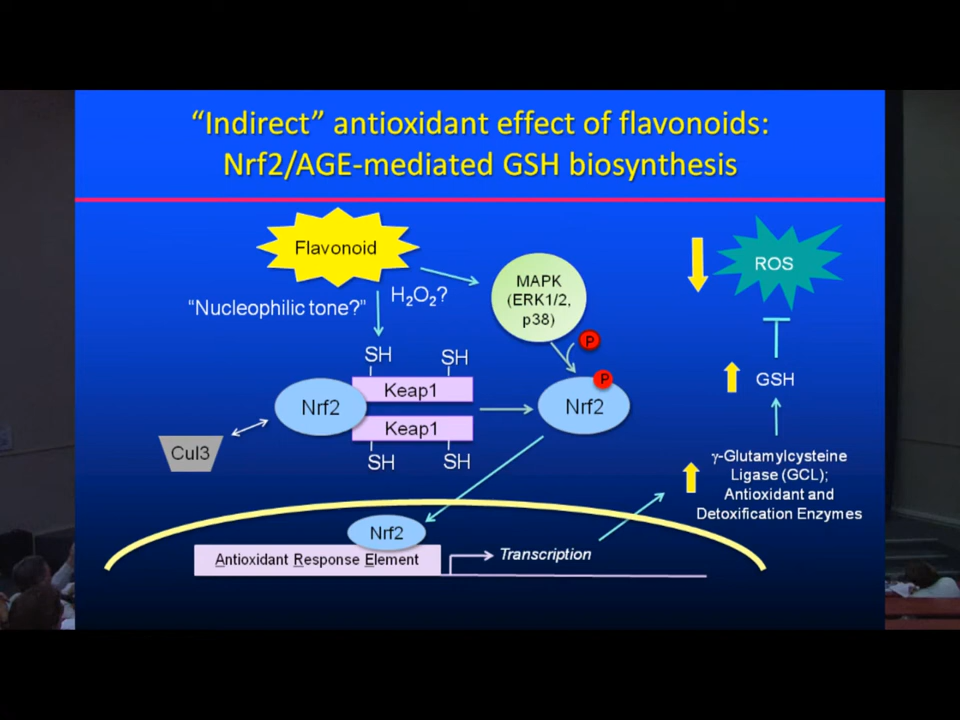 “Indirect” antioxidant effect of flavonoids:
Nrf2/AGE-mediated GSH biosynthesis
Flavonoid
“Nucleophilic tone?”
H₂O₂?
MAPK
(ERK1/2,
p38)
P
P
Nrf2
SH
SH
Keap1
Nrf2
Keap1
SH
SH
Cul3
Nrf2
Antioxidant Response Element
Transcription
ROS
GSH
γ-Glutamylcysteine
Ligase (GCL);
Antioxidant and
Detoxification Enzymes